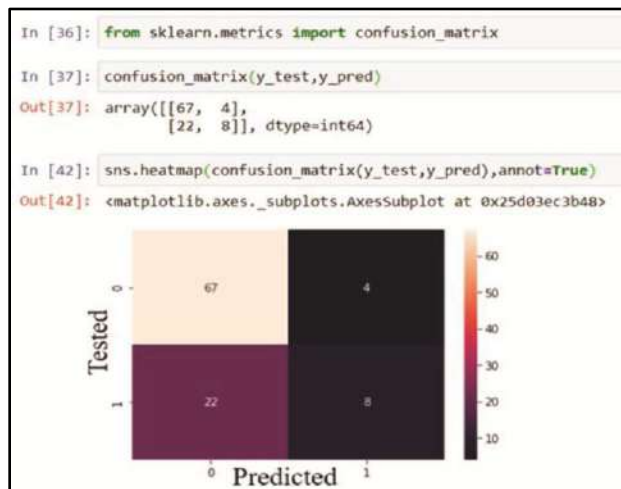 In [36]: from sklearn.metrics import confusion_matrix
In [37]: confusion_matrix(y_test,y_pred)
Out[37]: array([[67, 4],
[22, 8]], dtype=int64)
In [42]: sns.heatmap(confusion_matrix(y_test,y_pred),annot=True)
Out[42]: <matplotlib.axes._subplots.AxesSubplot at 0x25d03ec3b48>
67
4
22
8
0
1
Tested
0
1
Predicted
60
50
40
30
20
10